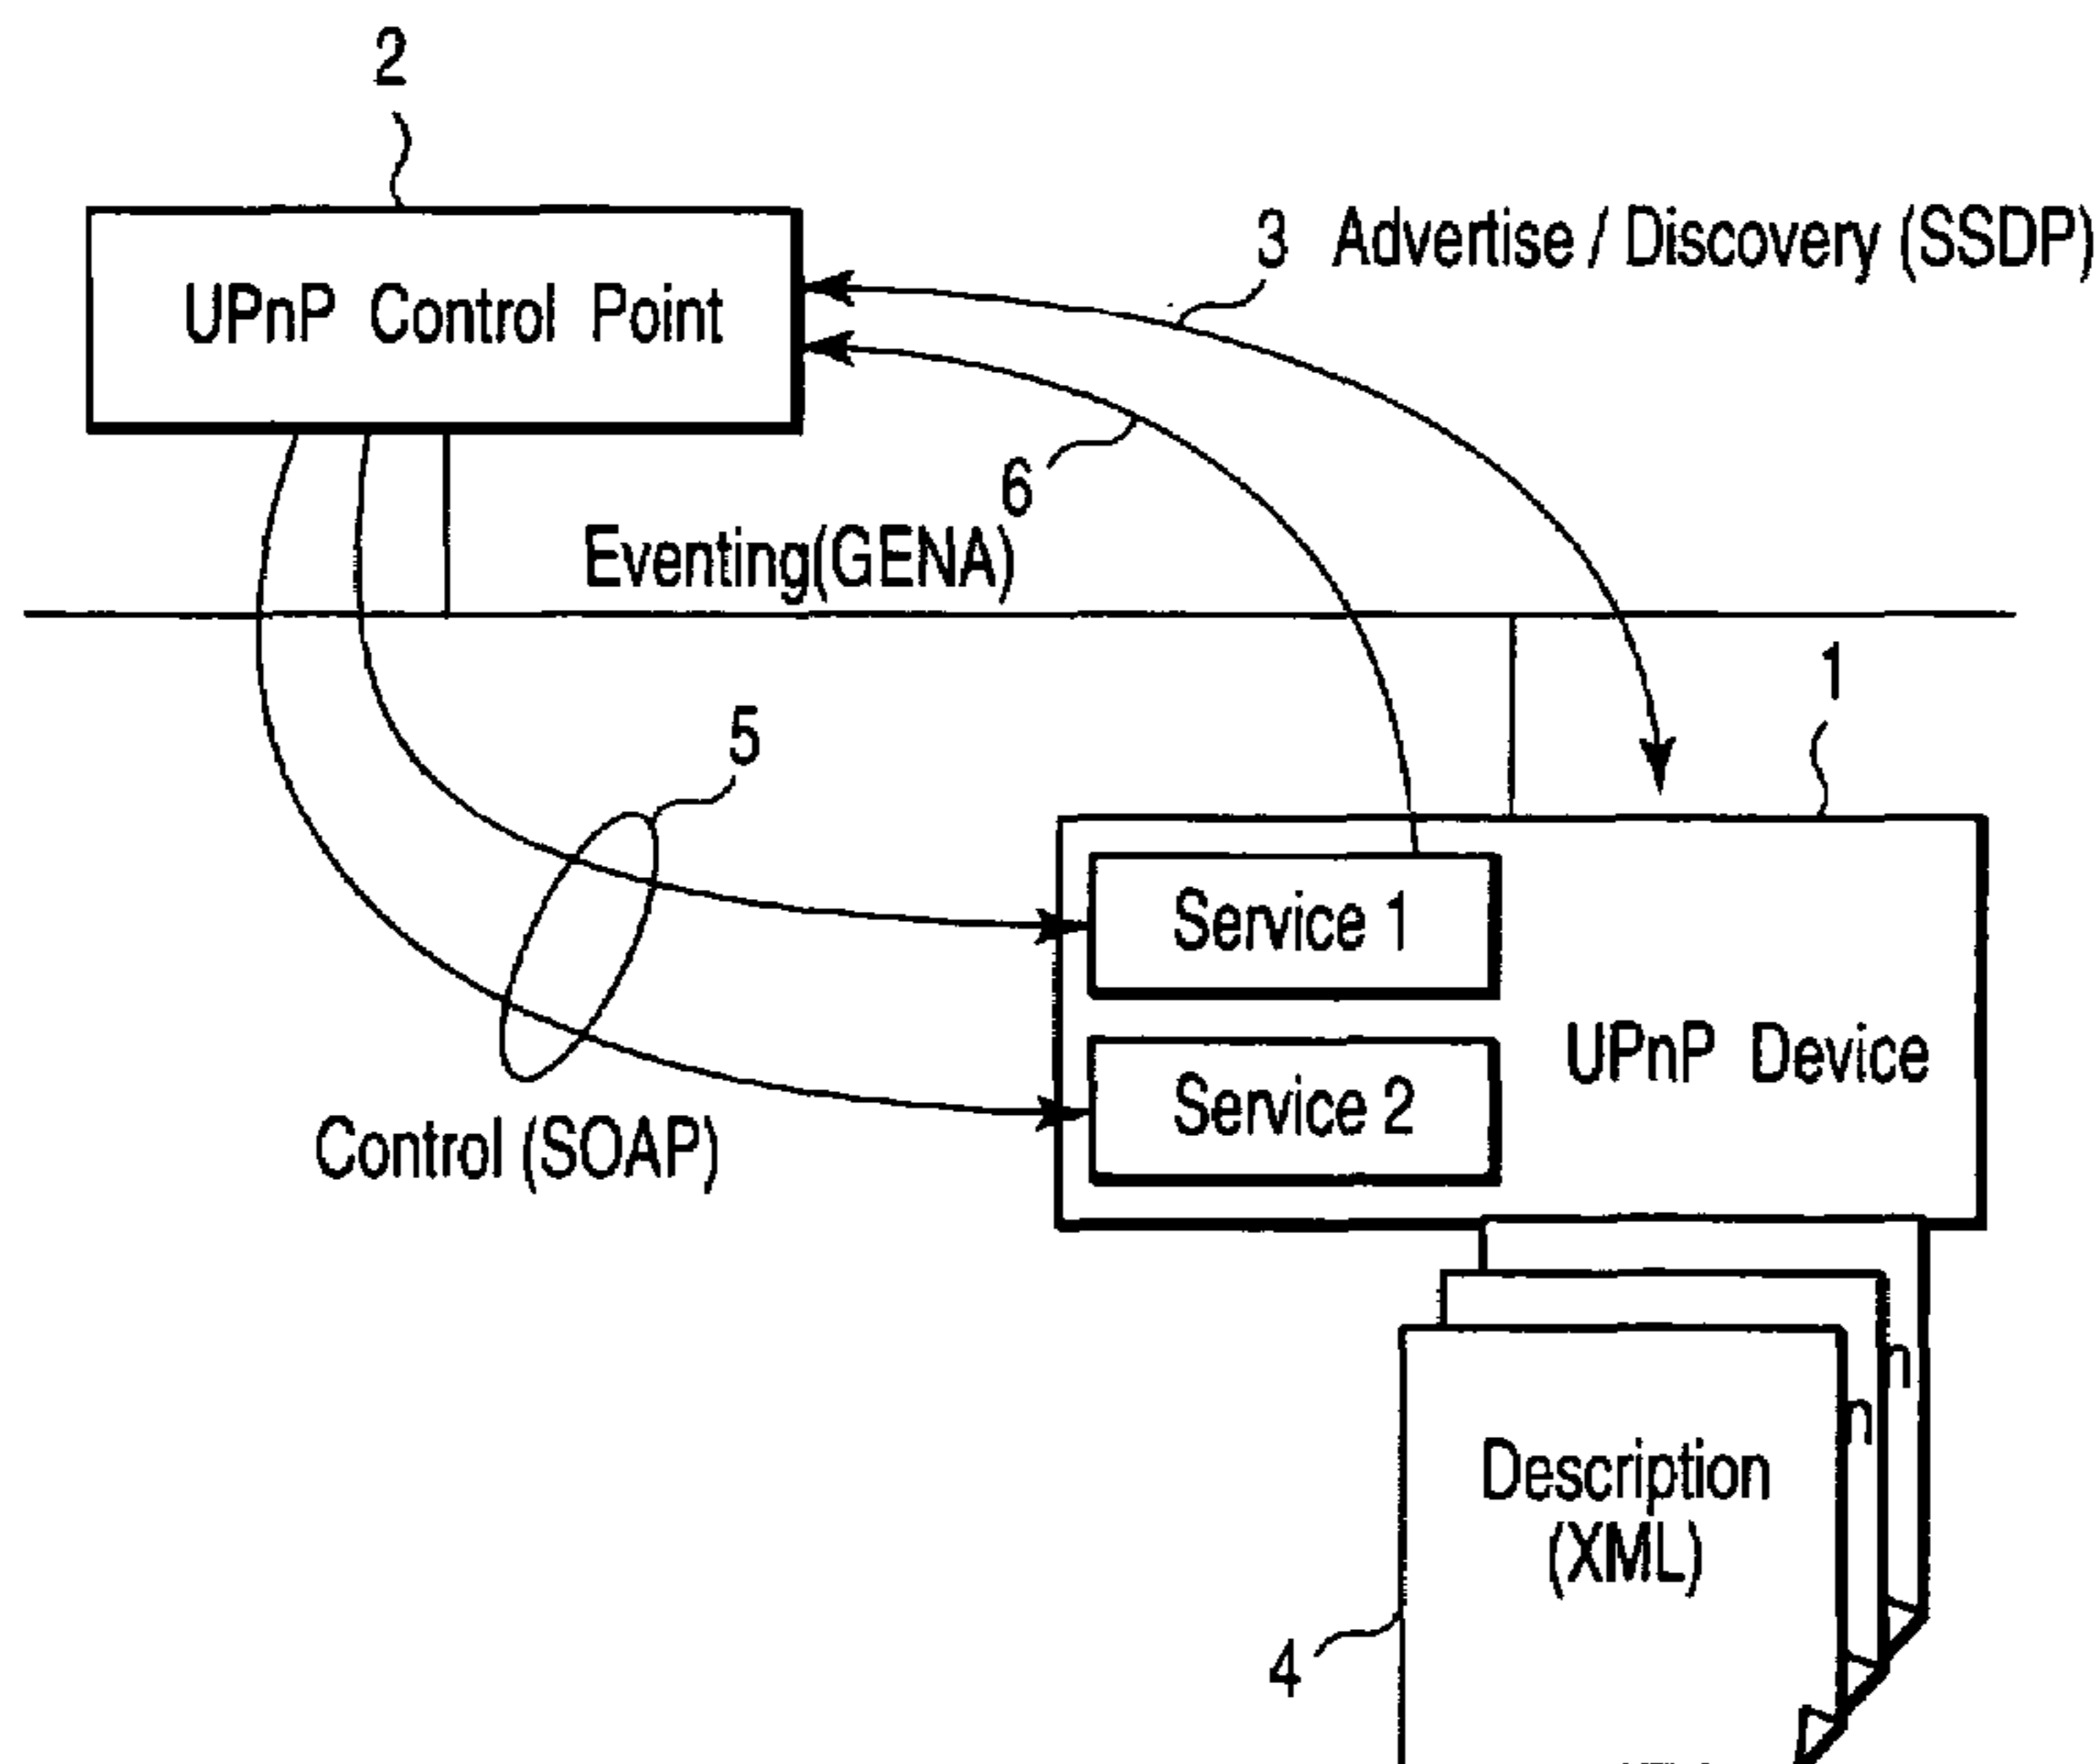 2
UPnP Control Point
3 Advertise / Discovery (SSDP)
6
Eventing(GENA)
1
5
Service 1
UPnP Device
Service 2
Control (SOAP)
n
n
Description
(XML)
4